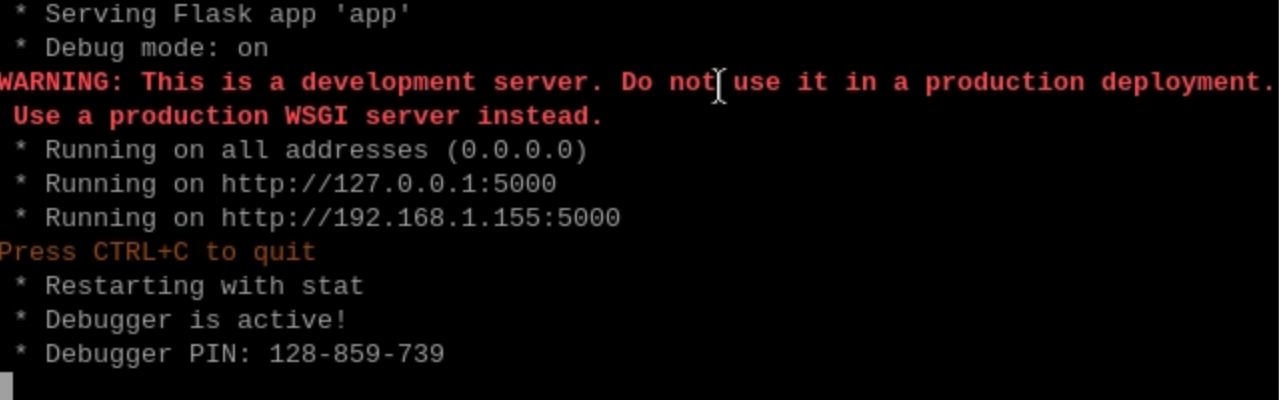 * Serving Flask app 'app'
* Debug mode: on
WARNING: This is a development server. Do not use it in a production deployment.
Use a production WSGI server instead.
* Running on all addresses (0.0.0.0)
* Running on http://127.0.0.1:5000
* Running on http://192.168.1.155:5000
Press CTRL+C to quit
* Restarting with stat
* Debugger is active!
* Debugger PIN: 128-859-739